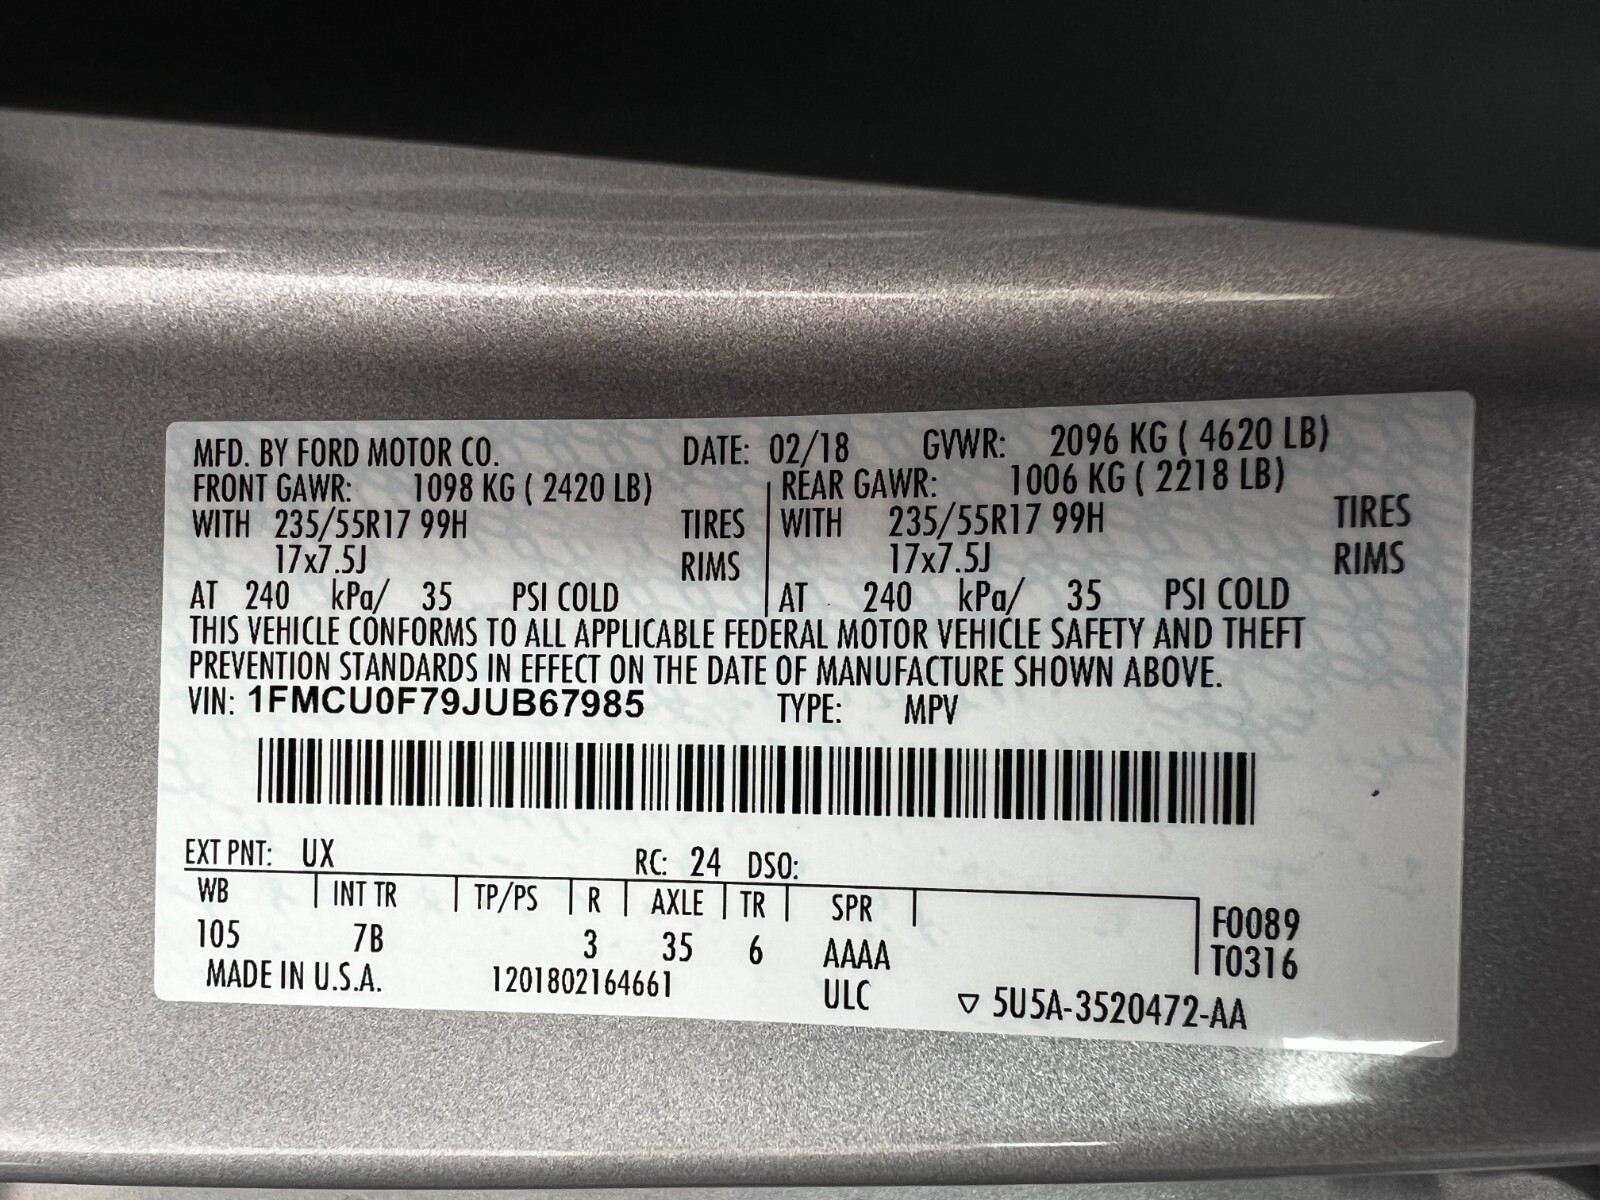 MFD. BY FORD MOTOR CO. DATE: 02/18 GVWR: 2096 KG ( 4620 LB)
FRONT GAWR: 1098 KG ( 2420 LB) REAR GAWR: 1006 KG ( 2218 LB)
WITH 235/55R17 99H TIRES WITH 235/55R17 99H TIRES
17x7.5J RIMS 17x7.5J RIMS
AT 240 kPa/ 35 PSI COLD AT 240 kPa/ 35 PSI COLD
THIS VEHICLE CONFORMS TO ALL APPLICABLE FEDERAL MOTOR VEHICLE SAFETY AND THEFT
PREVENTION STANDARDS IN EFFECT ON THE DATE OF MANUFACTURE SHOWN ABOVE.
VIN: 1FMCU0F79JUB67985 TYPE: MPV
EXT PNT: UX RC: 24 DSO:
WB INT TR TP/PS R AXLE TR SPR F0089
105 7B 3 35 6 AAAA T0316
MADE IN U.S.A. 1201802164661 ULC ▽ 5U5A-3520472-AA